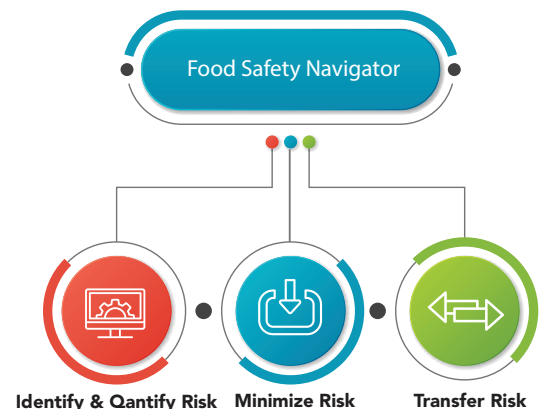 Food Safety Navigator
Identify & Qantify Risk
Minimize Risk
Transfer Risk